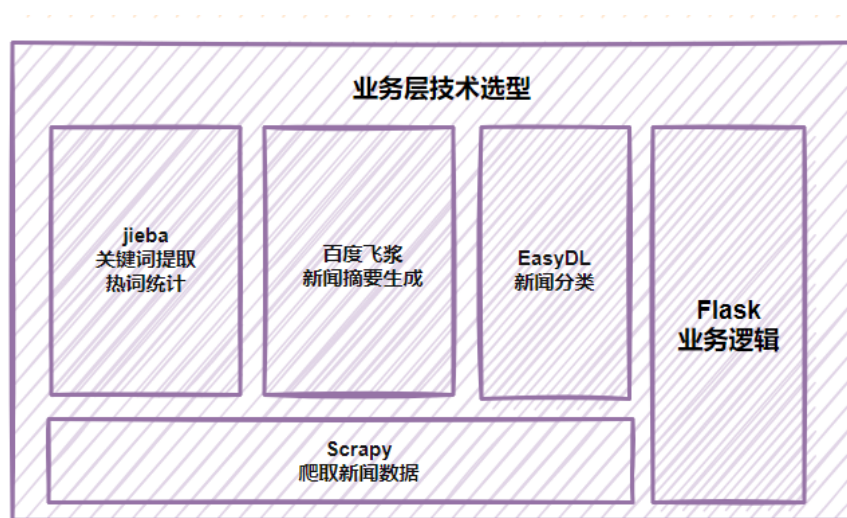 业务层技术选型
jieba
关键词提取
热词统计
百度飞浆
新闻摘要生成
EasyDL
新闻分类
Flask
业务逻辑
Scrapy
爬取新闻数据